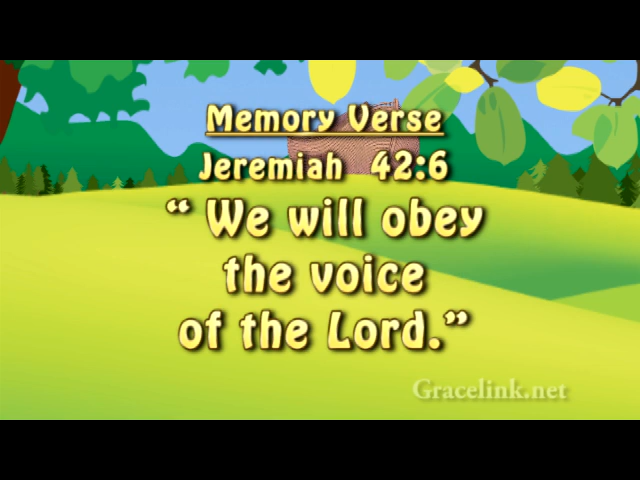 Memory Verse
Jeremiah 42:6
“ We will obey
the voice
of the Lord.”
Gracelink.net